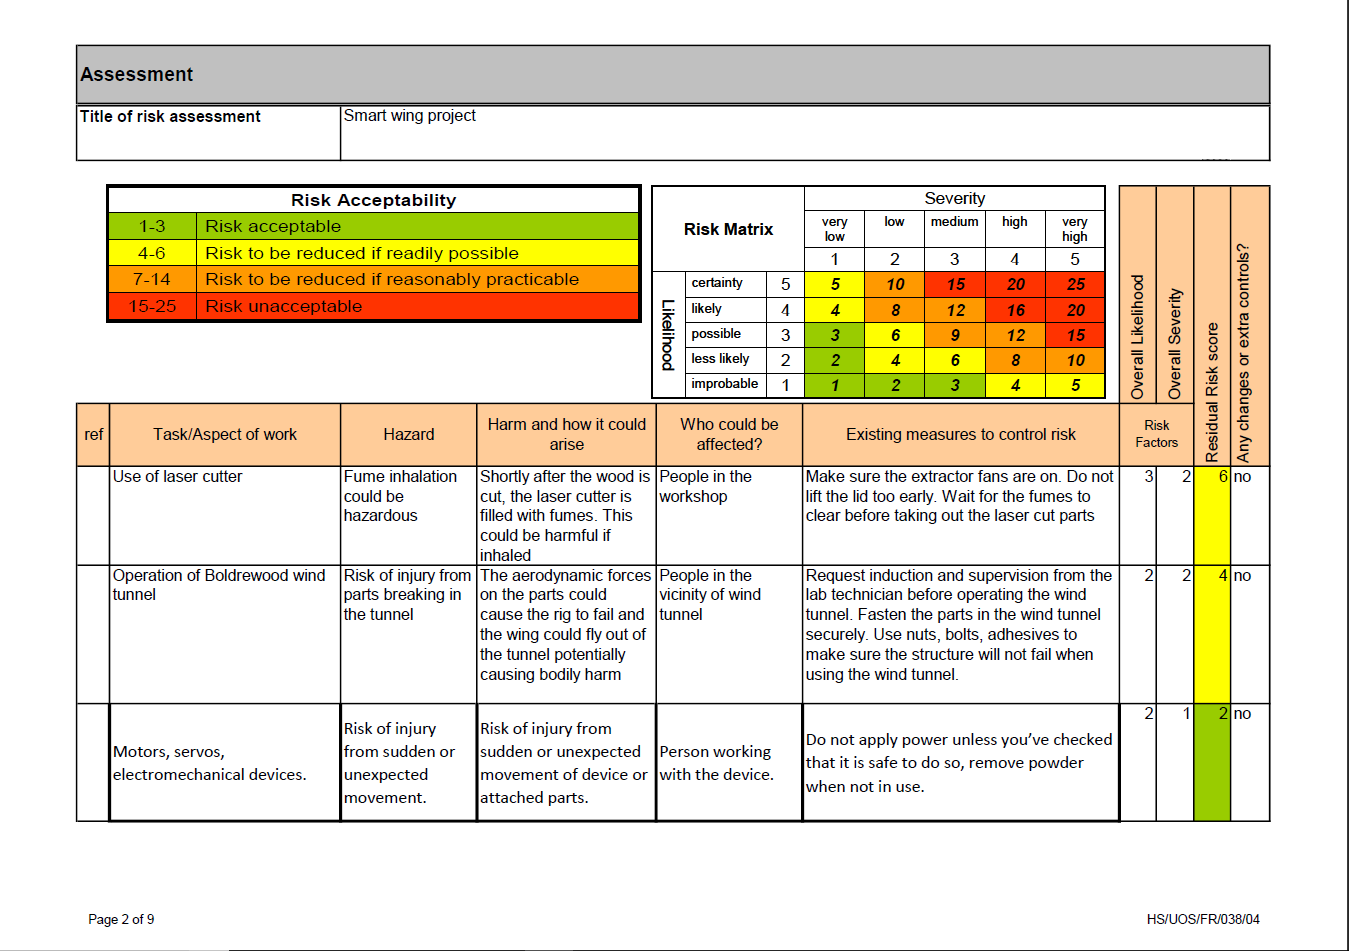 Assessment
Title of risk assessment
Smart wing project
Risk Acceptability
1-3 Risk acceptable
4-6 Risk to be reduced if readily possible
7-14 Risk to be reduced if reasonably practicable
15-25 Risk unacceptable
Risk Matrix
Severity
very low
low
medium
high
very high
1 2 3 4 5
Likelihood
certainty 5 5 10 15 20 25
likely 4 4 8 12 16 20
possible 3 3 6 9 12 15
less likely 2 2 4 6 8 10
improbable 1 1 2 3 4 5
Overall Likelihood
Overall Severity
Residual Risk score
Any changes or extra controls?
ref
Task/Aspect of work
Hazard
Harm and how it could
arise
Who could be
affected?
Existing measures to control risk
Risk
Factors
Use of laser cutter
Fume inhalation
could be
hazardous
Shortly after the wood is
cut, the laser cutter is
filled with fumes. This
could be harmful if
inhaled
People in the
workshop
Make sure the extractor fans are on. Do not
lift the lid too early. Wait for the fumes to
clear before taking out the laser cut parts
3 2 6 no
Operation of Boldrewood wind
tunnel
Risk of injury from
parts breaking in
the tunnel
The aerodynamic forces
on the parts could
cause the rig to fail and
the wing could fly out of
the tunnel potentially
causing bodily harm
People in the
vicinity of wind
tunnel
Request induction and supervision from the
lab technician before operating the wind
tunnel. Fasten the parts in the wind tunnel
securely. Use nuts, bolts, adhesives to
make sure the structure will not fail when
using the wind tunnel.
2 2 4 no
Motors, servos,
electromechanical devices.
Risk of injury
from sudden or
unexpected
movement.
Risk of injury from
sudden or unexpected
movement of device or
attached parts.
Person working
with the device.
Do not apply power unless you've checked
that it is safe to do so, remove powder
when not in use.
2 1 2 no
Page 2 of 9
HS/UOS/FR/038/04